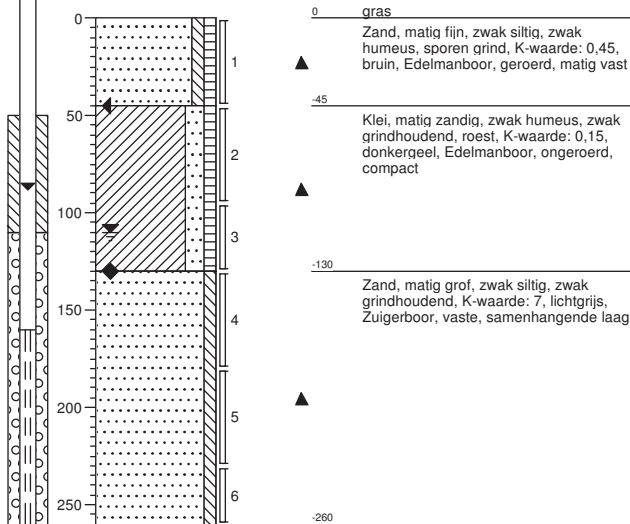 0
50
100
150
200
250
1
2
3
4
5
6
0 gras
Zand, matig fijn, zwak siltig, zwak
humeus, sporen grind, K-waarde: 0,45,
bruin, Edelmanboor, geroerd, matig vast
-45
Klei, matig zandig, zwak humeus, zwak
grindhoudend, roest, K-waarde: 0,15,
donkergeel, Edelmanboor, ongeroerd,
compact
-130
Zand, matig grof, zwak siltig, zwak
grindhoudend, K-waarde: 7, lichtgrijs,
Zuigerboor, vaste, samenhangende laag
-260